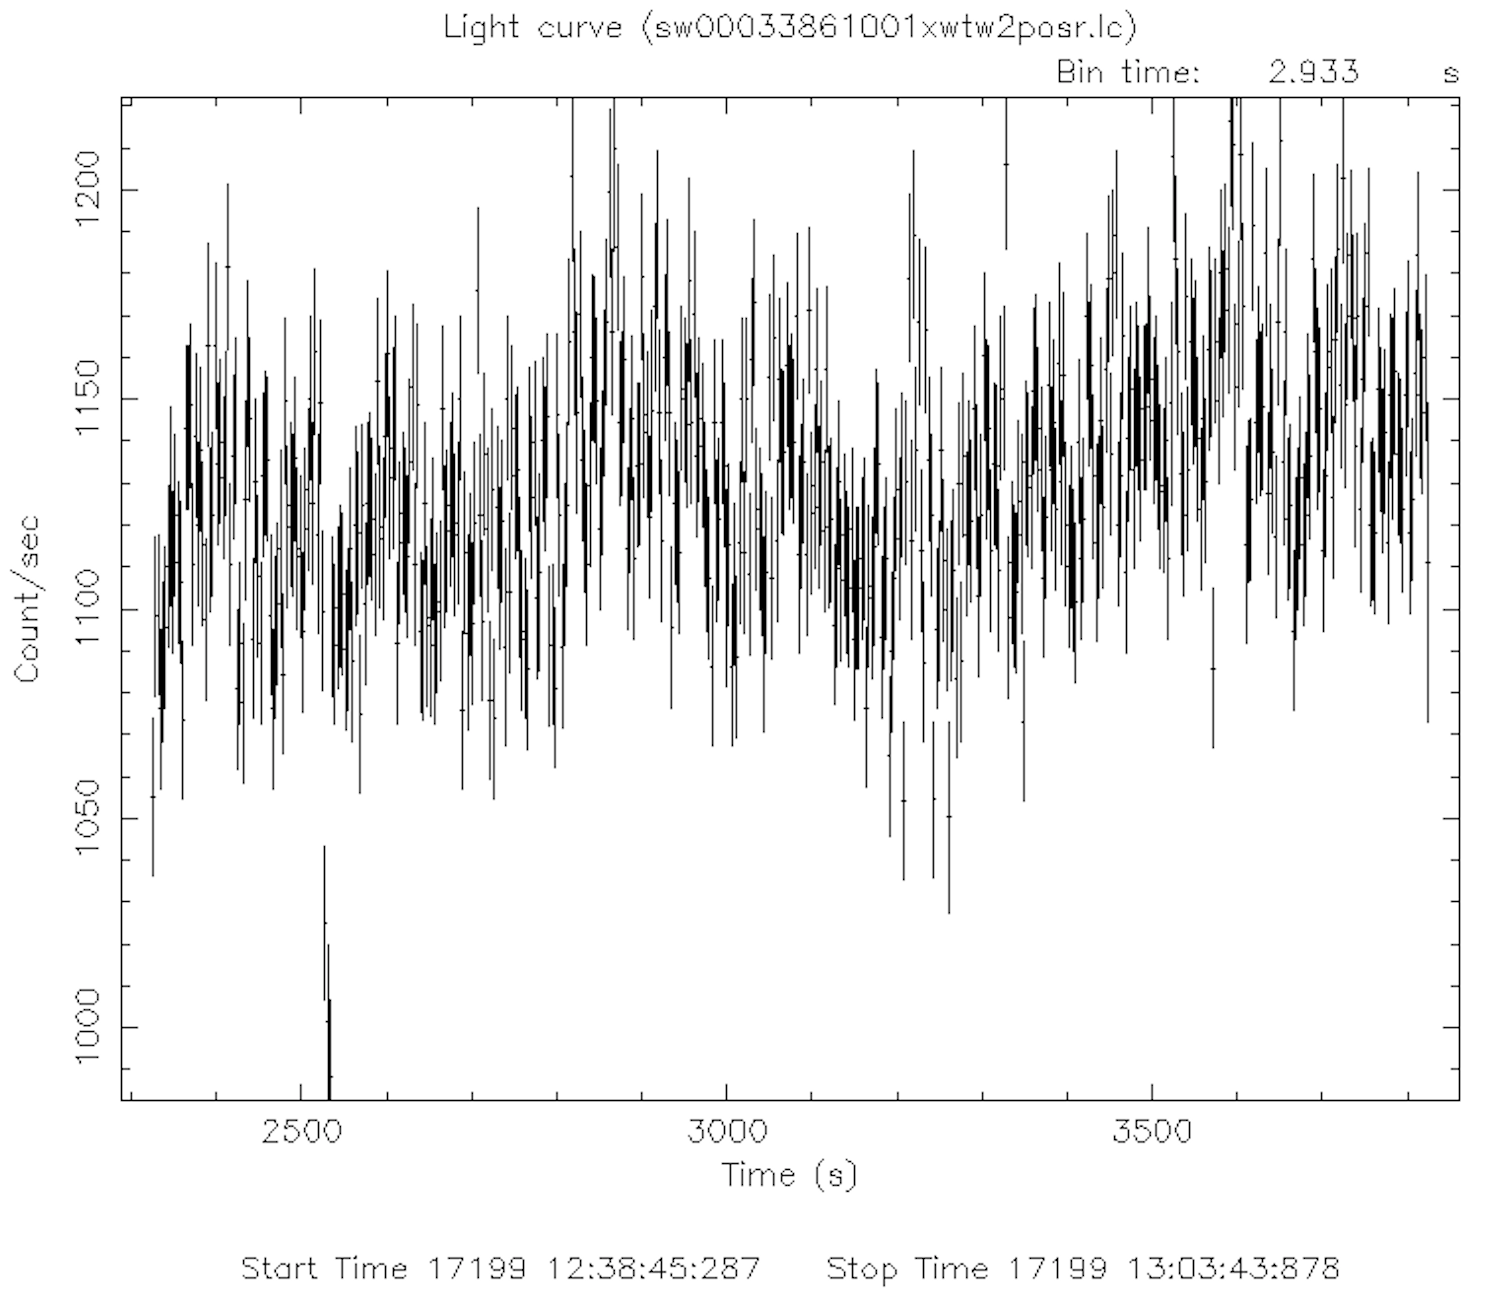 Light curve (sw00033861001xwtw2posr.lc)
Bin time: 2.933 s
1200
1150
1100
1050
1000
Count/sec
2500 3000 3500
Time (s)
Start Time 17199 12:38:45:287 Stop Time 17199 13:03:43:878